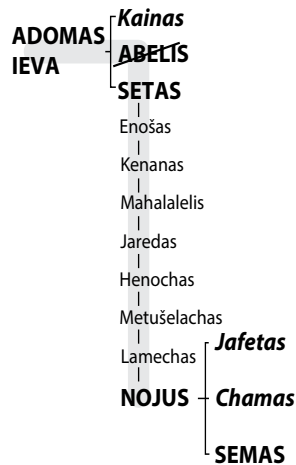 ADOMAS
IEVA
Kainas
ABELIS
SETAS
Enošas
Kenanas
Mahalalelis
Jaredas
Henochas
Metušelachas
Lamechas
NOJUS
Jafetas
Chamas
SEMAS